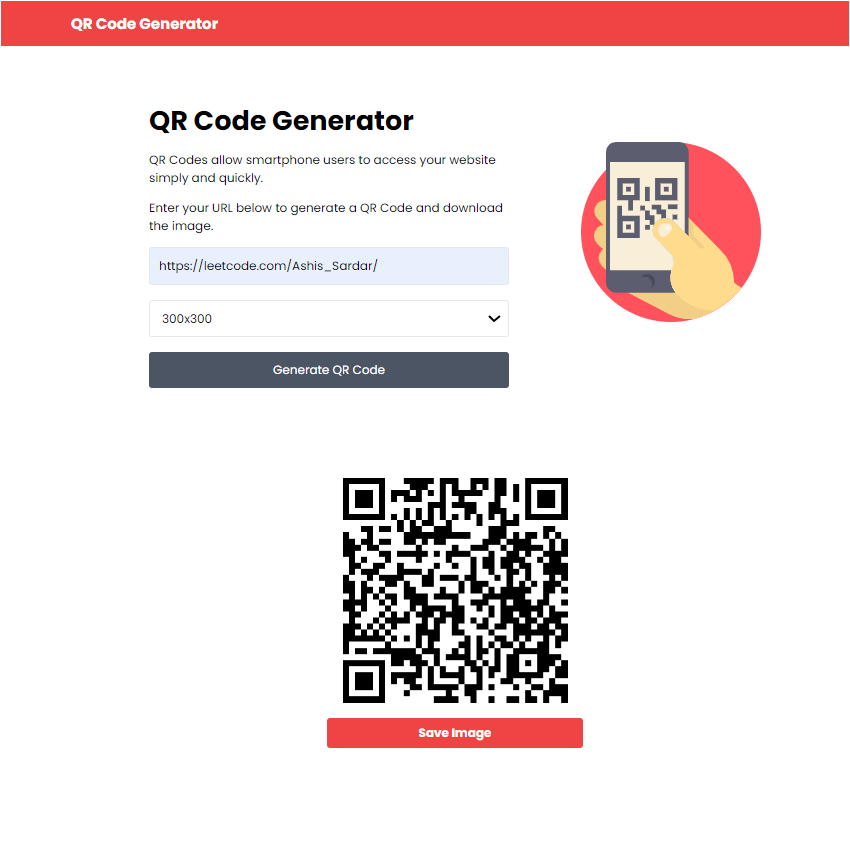 QR Code Generator
QR Code Generator
QR Codes allow smartphone users to access your website
simply and quickly.
Enter your URL below to generate a QR Code and download
the image.
https://leetcode.com/Ashis_Sardar/
300x300
Generate QR Code
Save Image